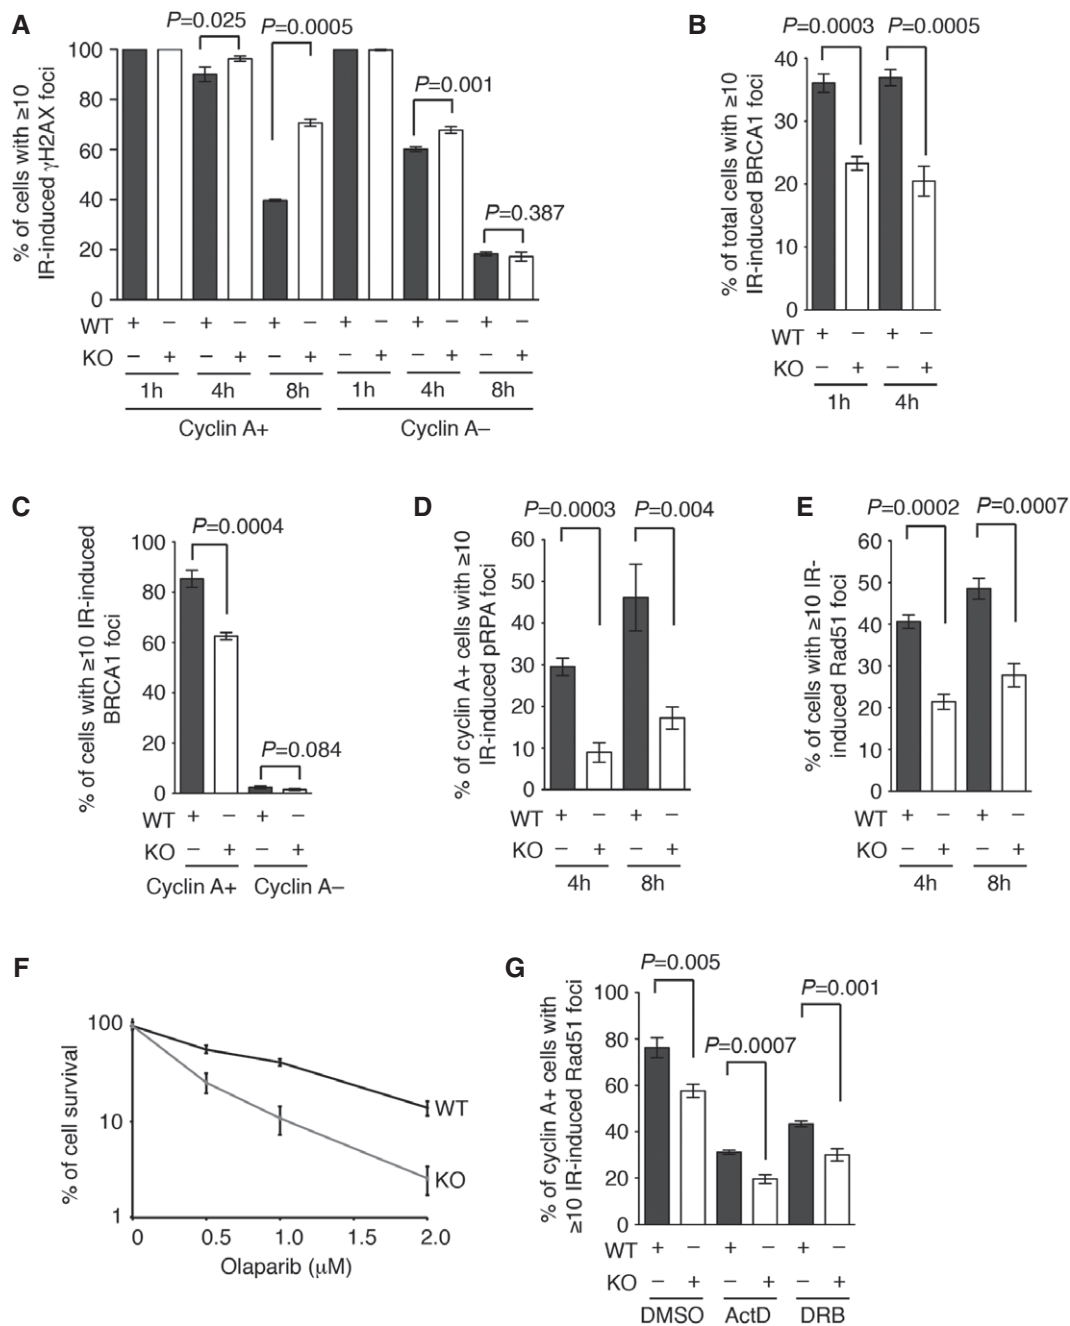 A
% of cells with ≥10
IR-induced γH2AX foci
P=0.025
P=0.0005
P=0.001
P=0.387
100
80
60
40
20
0
WT + − + − + − + − + − + −
KO − + − + − + − + − + − +
1h 4h 8h 1h 4h 8h
Cyclin A+ Cyclin A−
B
% of total cells with ≥10
IR-induced BRCA1 foci
P=0.0003 P=0.0005
40
30
20
10
0
WT + − + −
KO − + − +
1h 4h
C
% of cells with ≥10 IR-induced
BRCA1 foci
P=0.0004
P=0.084
100
80
60
40
20
0
WT + − + −
KO − + − +
Cyclin A+ Cyclin A−
D
% of cyclin A+ cells with ≥10
IR-induced pRPA foci
P=0.0003 P=0.004
60
50
40
30
20
10
0
WT + − + −
KO − + − +
4h 8h
E
% of cells with ≥10 IR-
induced Rad51 foci
P=0.0002 P=0.0007
60
50
40
30
20
10
0
WT + − + −
KO − + − +
4h 8h
F
% of cell survival
100
10
1
WT
KO
0 0.5 1.0 1.5 2.0
Olaparib (μM)
G
% of cyclin A+ cells with
≥10 IR-induced Rad51 foci
P=0.005
P=0.0007
P=0.001
100
80
60
40
20
0
WT + − + − + −
KO − + − + − +
DMSO ActD DRB